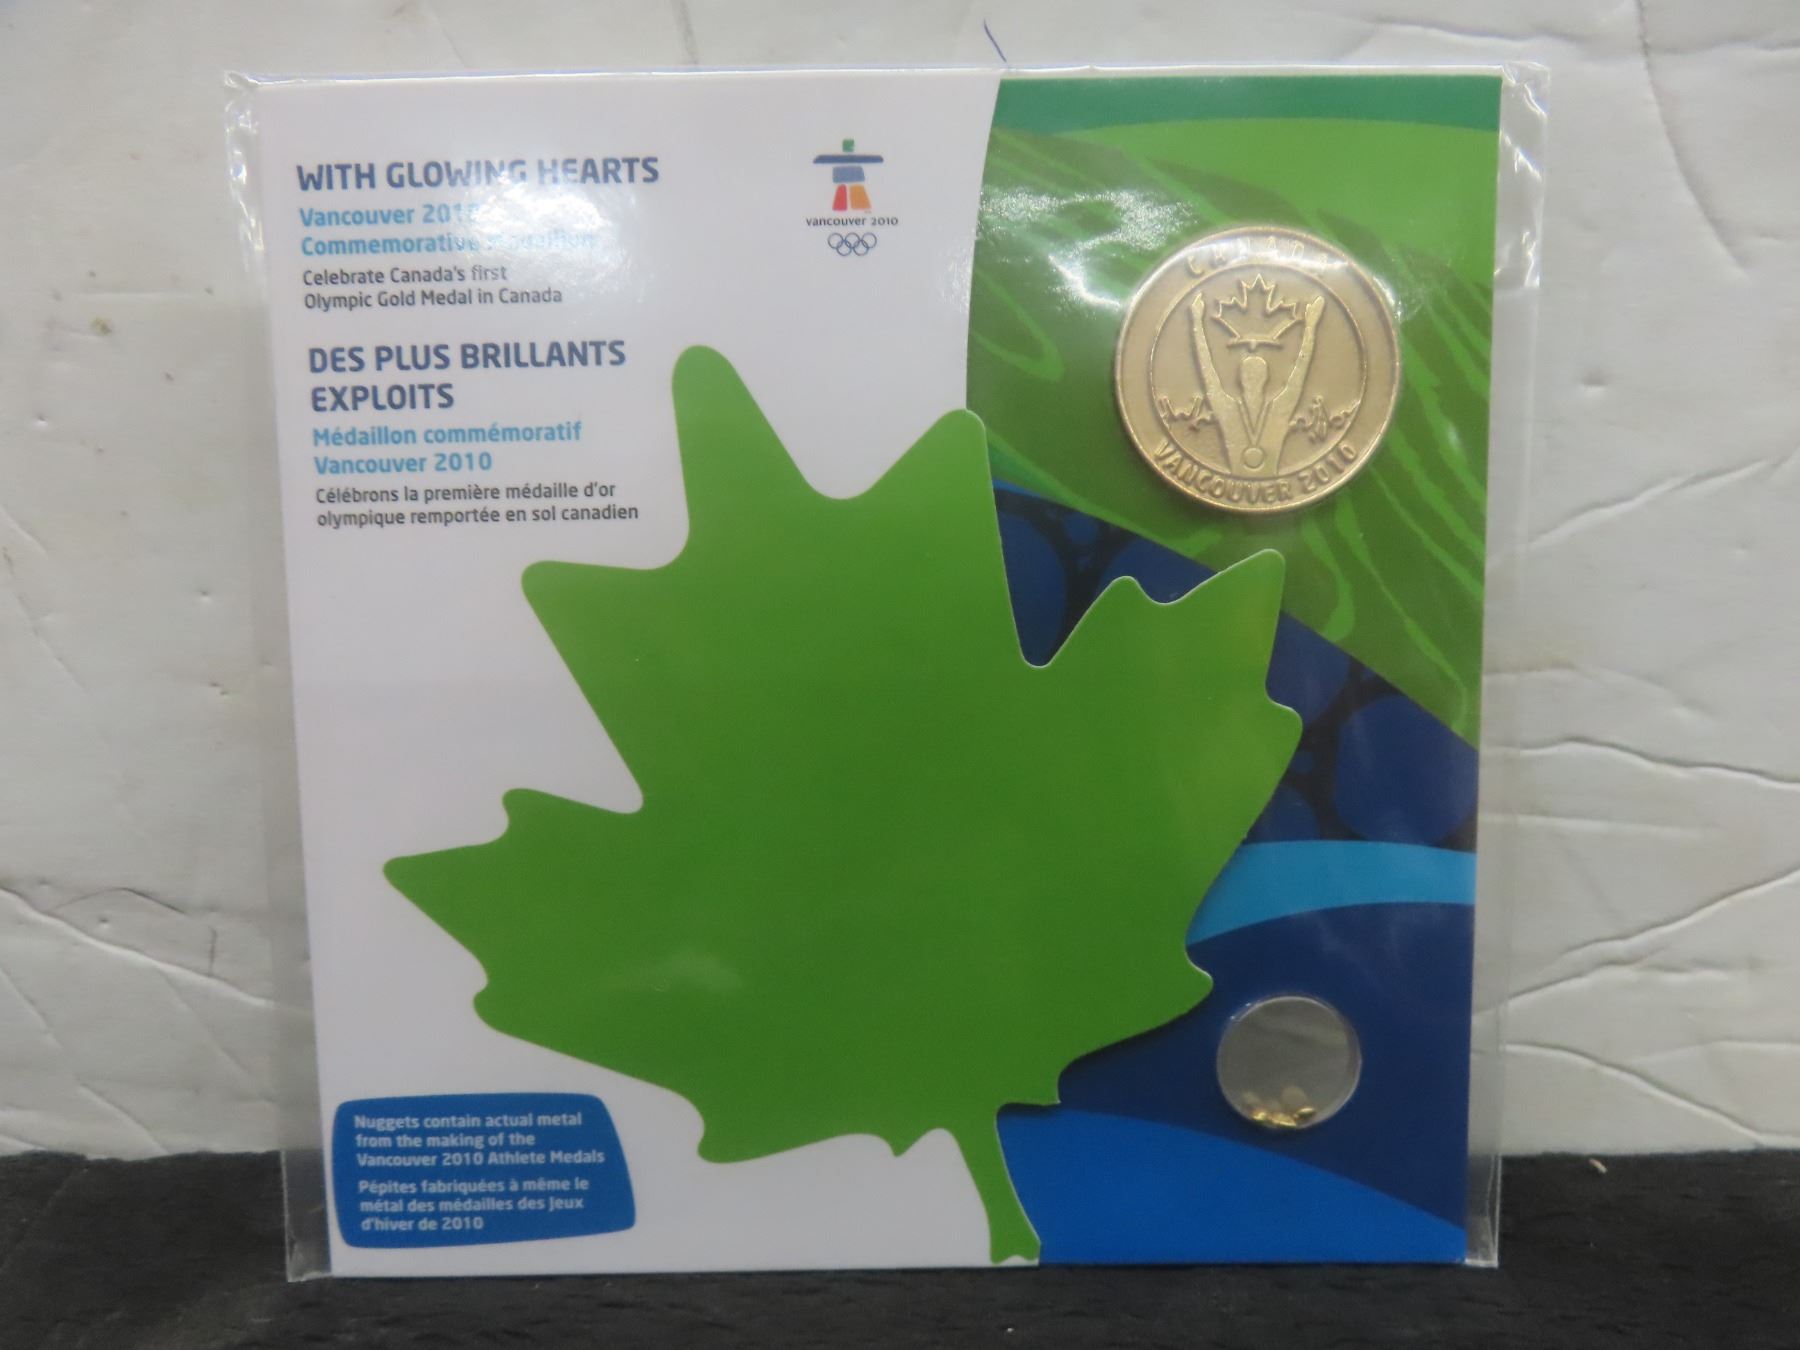 WITH GLOWING HEARTS
Vancouver 2010
Commemorative Medallion
Celebrate Canada's first
Olympic Gold Medal in Canada
DES PLUS BRILLANTS
EXPLOITS
Médaillon commémoratif
Vancouver 2010
Célébrons la première médaille d'or
olympique remportée en sol canadien
vancouver 2010
CANADA
VANCOUVER 2010
Nuggets contain actual metal
from the making of the
Vancouver 2010 Athlete Medals
Pépites fabriquées à même le
métal des médailles des Jeux
d'hiver de 2010